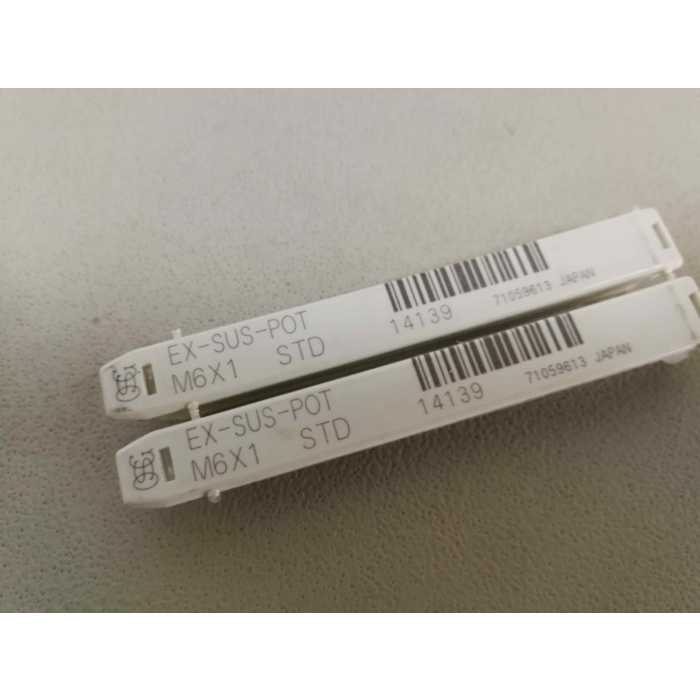 EX-SUS-POT
M6X1 STD
14139
71059613 JAPAN
EX-SUS-POT
M6X1 STD
14139
71059613 JAPAN